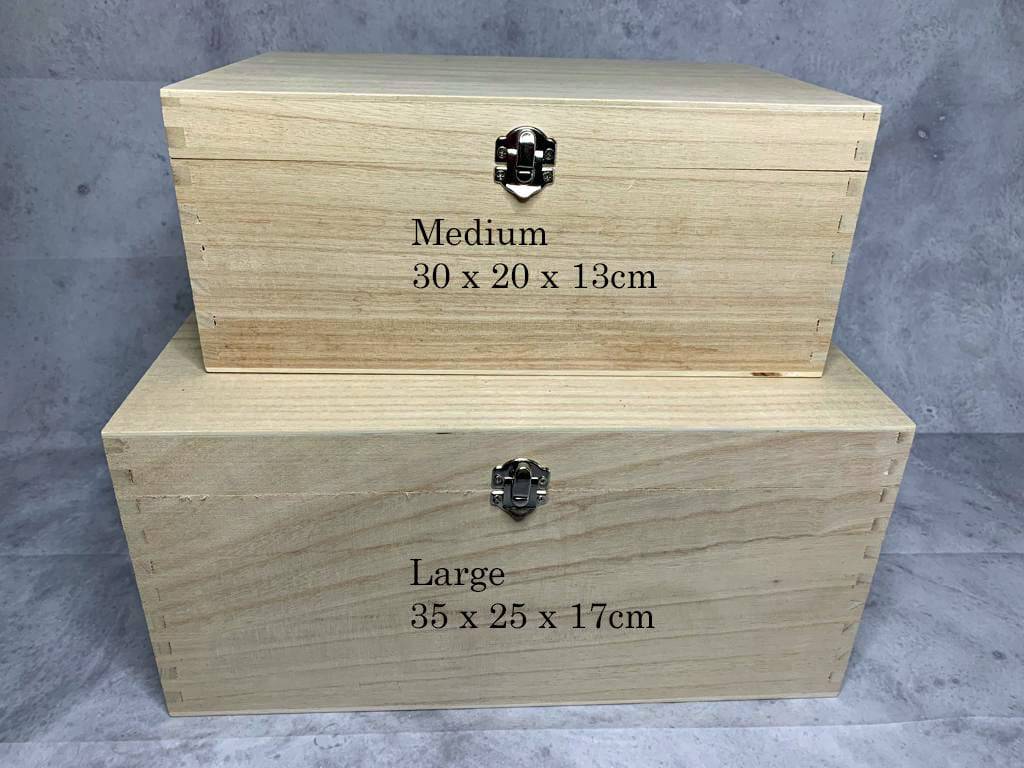 Medium
30 x 20 x 13cm
Large
35 x 25 x 17cm